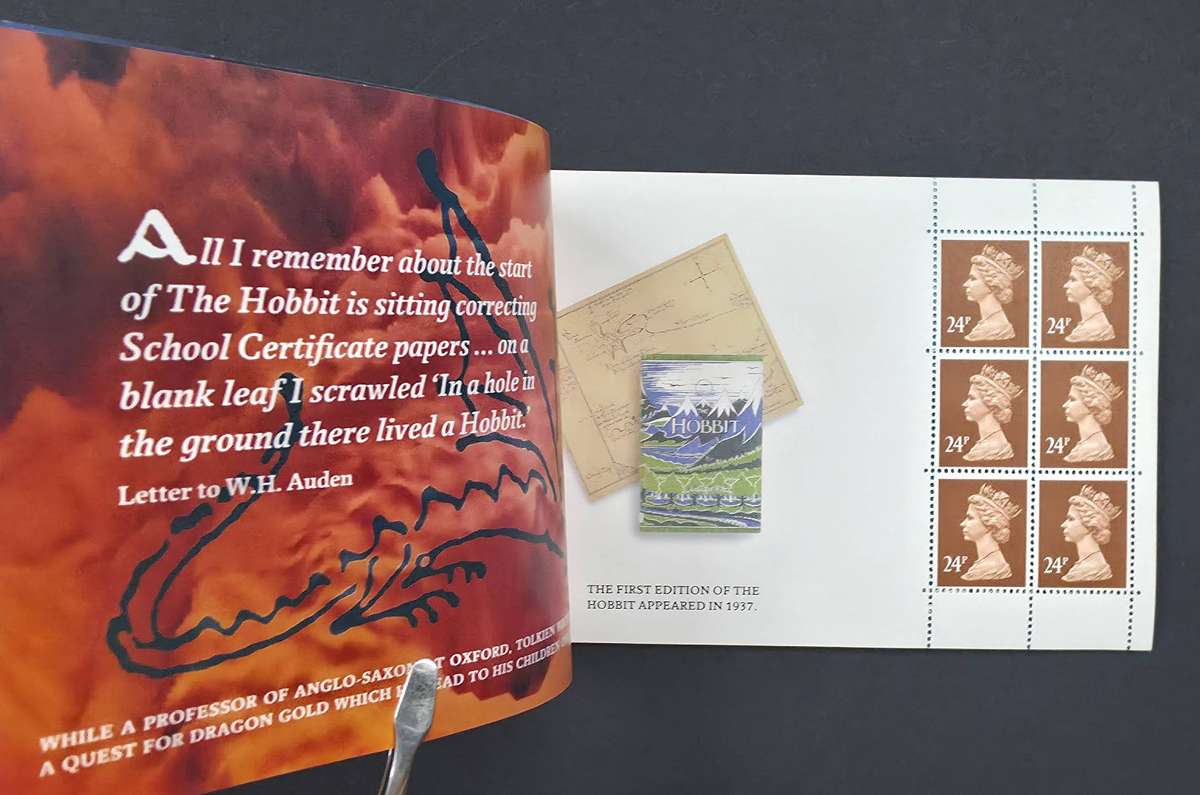 All I remember about the start
of The Hobbit is sitting correcting
School Certificate papers ... on a
blank leaf I scrawled ‘In a hole in
the ground there lived a Hobbit.’
Letter to W.H. Auden
WHILE A PROFESSOR OF ANGLO-SAXON AT OXFORD, TOLKIEN
A QUEST FOR DRAGON GOLD WHICH HE READ TO HIS CHILDREN
HOBBIT
THE FIRST EDITION OF THE
HOBBIT APPEARED IN 1937.
24P
24P
24P
24P
24P
24P